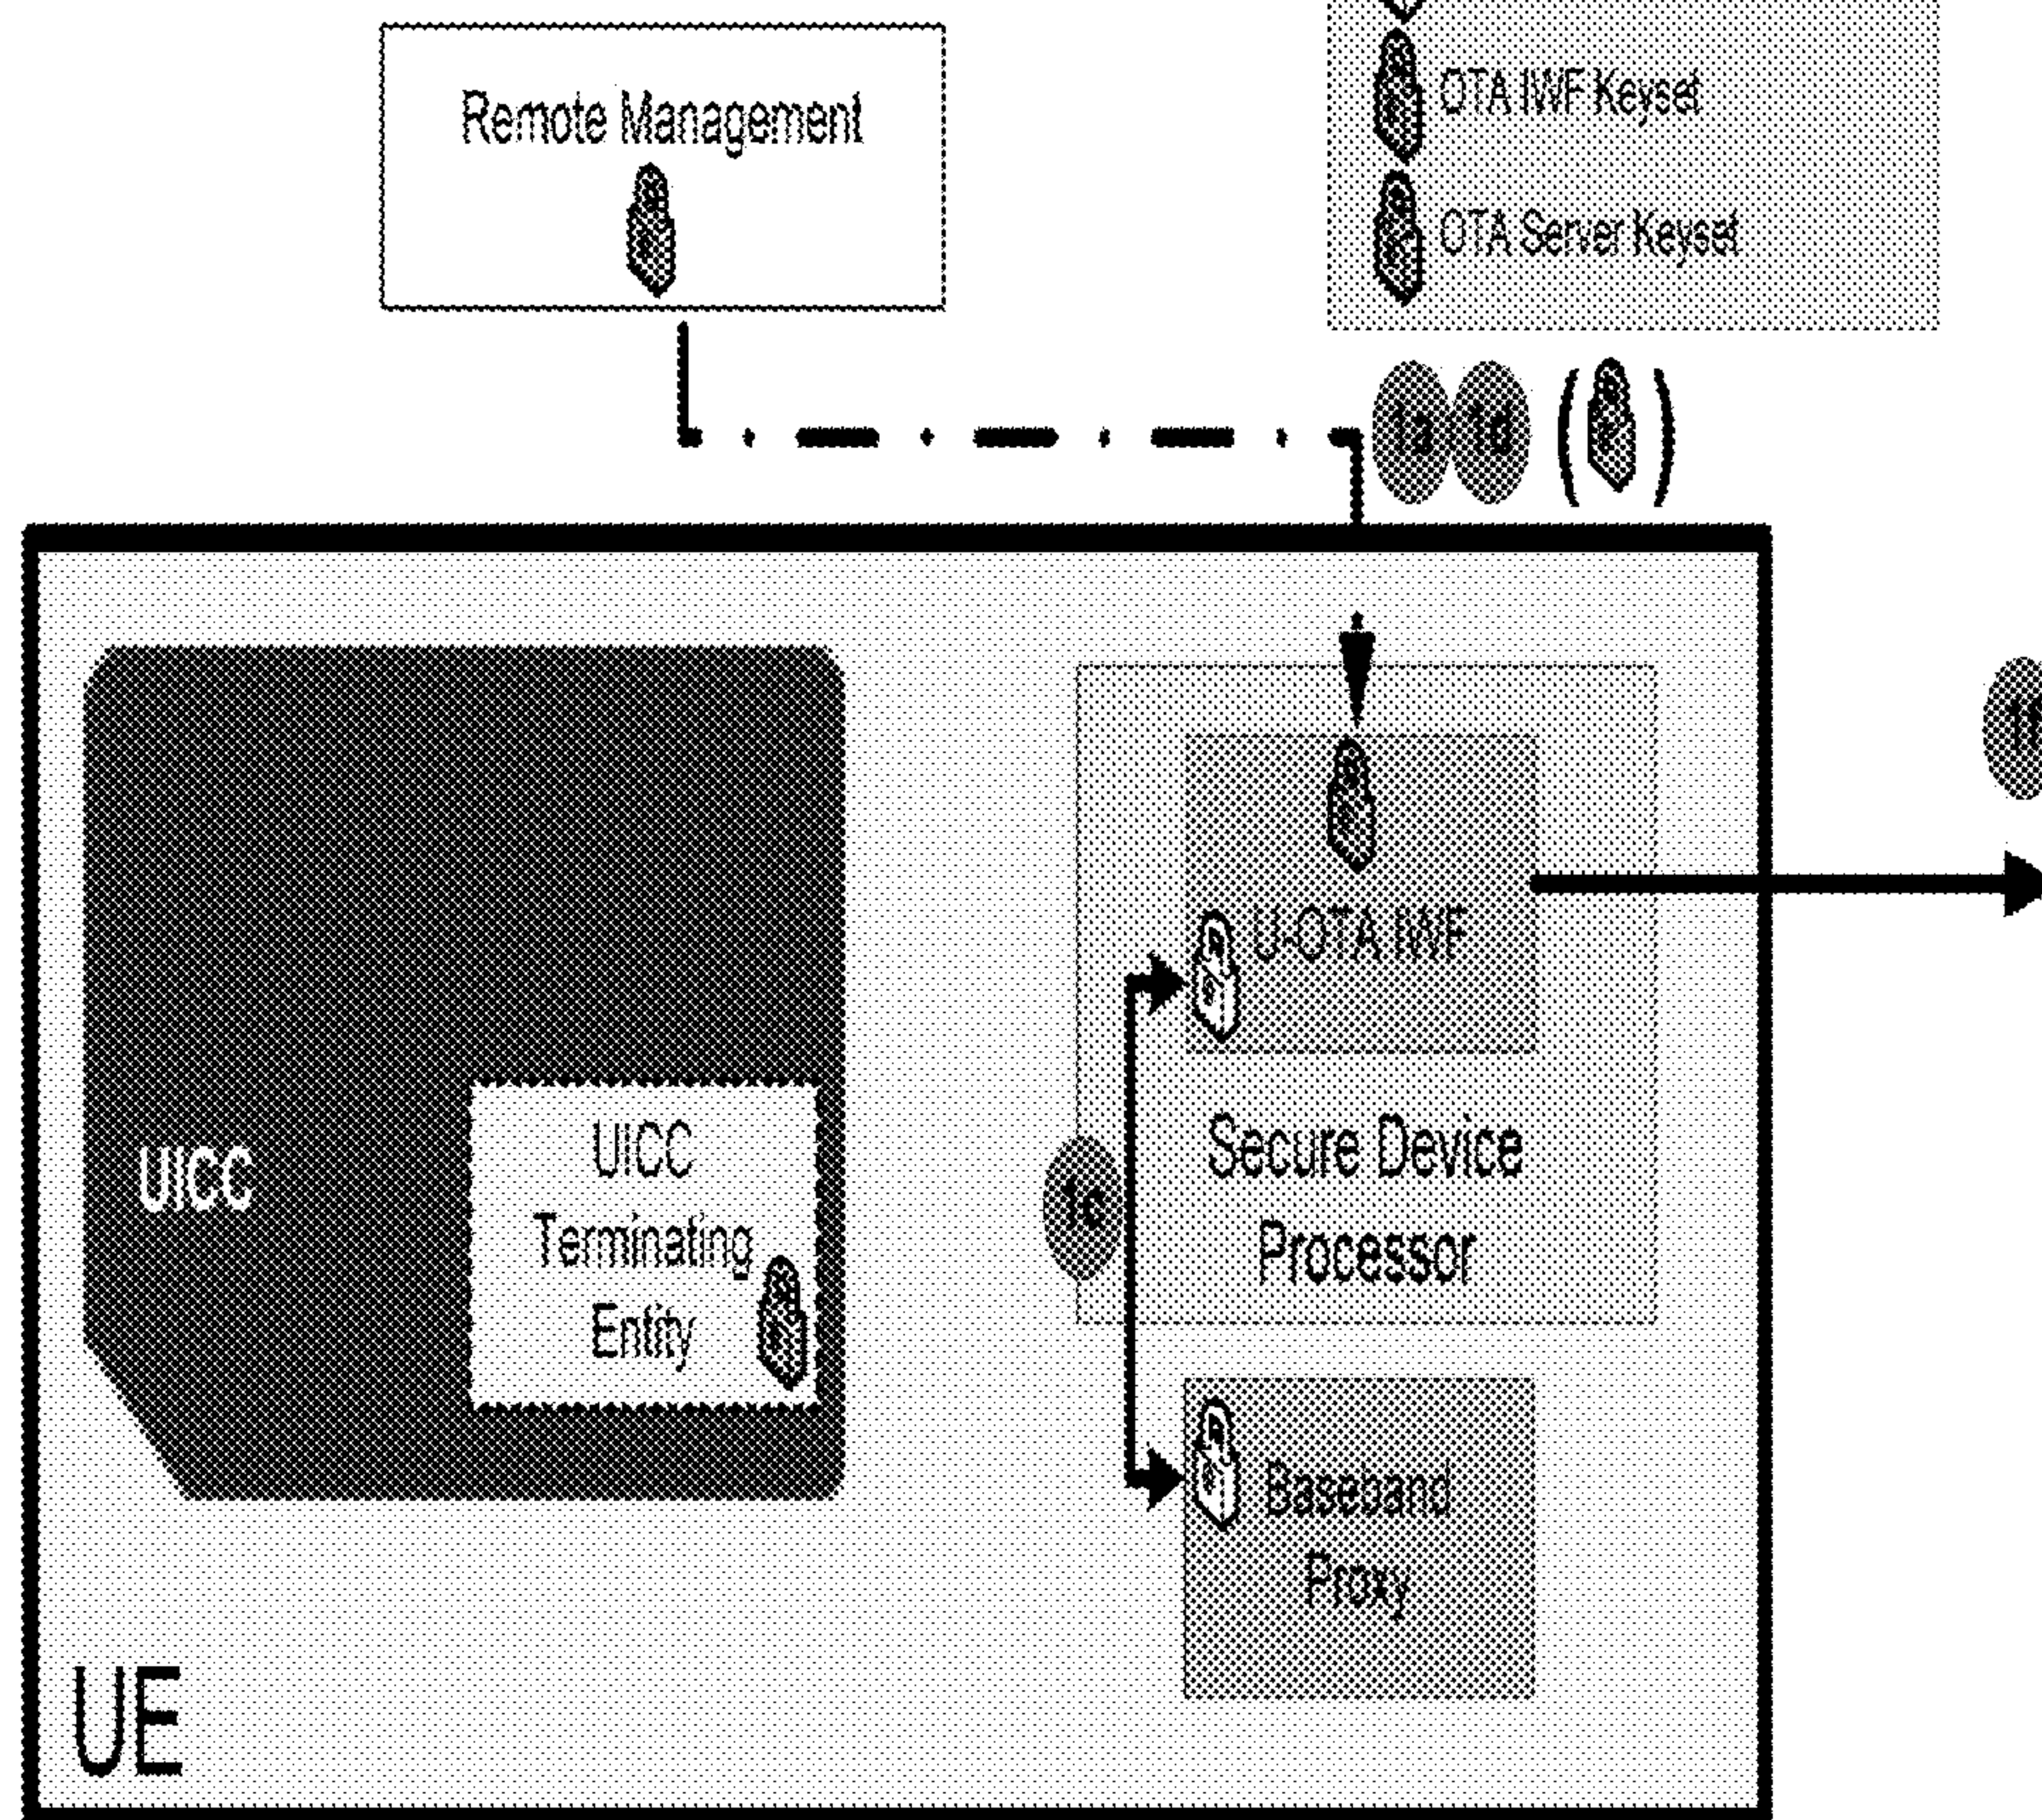 Remote Management
OTA IWF Keyset
OTA Server Keyset
1a 1d ( )
U-OTA IWF
UICC
UICC
Terminating
Entity
1c
Secure Device
Processor
Baseband
Proxy
UE